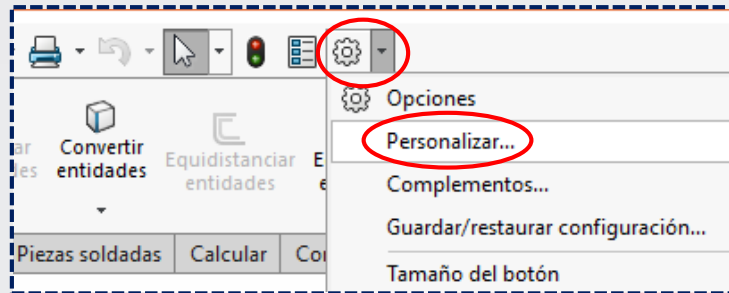 Opciones
Personalizar...
Complementos...
Guardar/restaurar configuración...
Tamaño del botón
Convertir
entidades
Equidistanciar
entidades
Piezas soldadas
Calcular